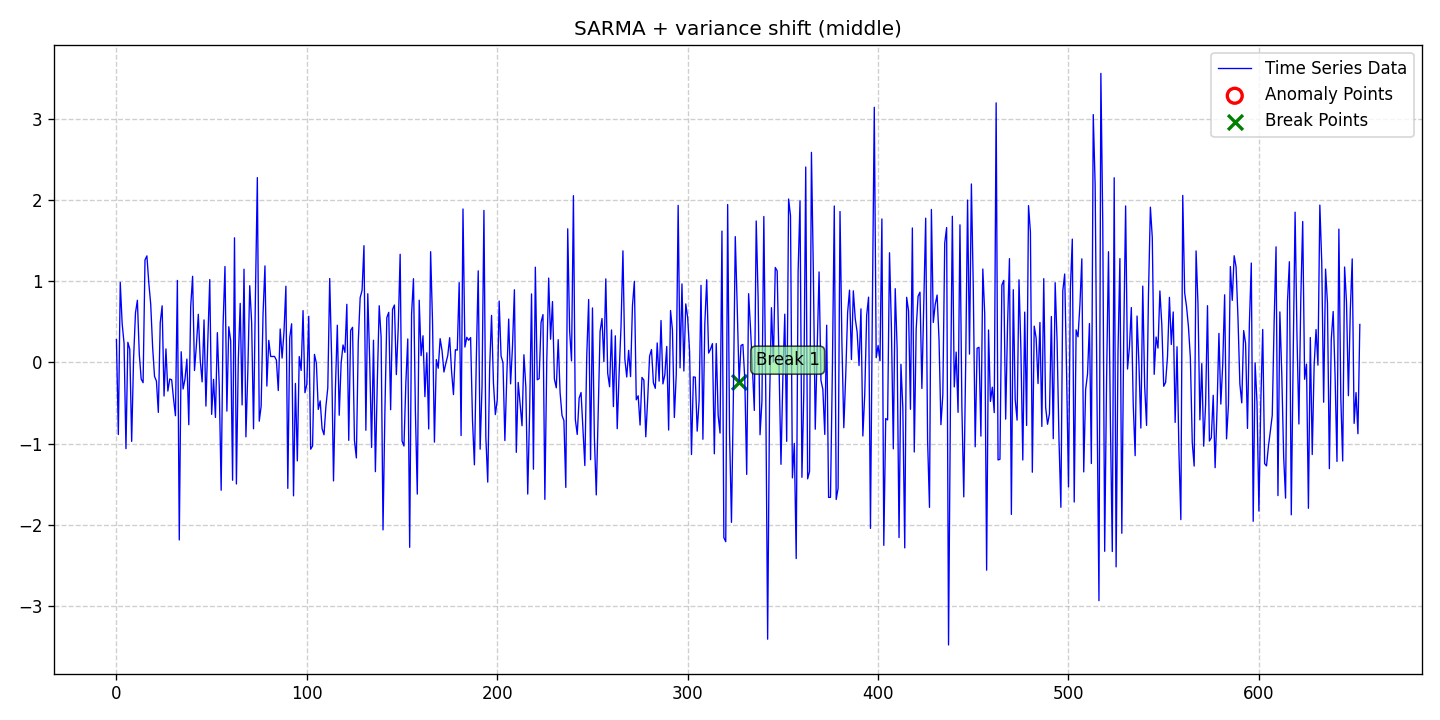 SARMA + variance shift (middle)
Time Series Data
Anomaly Points
Break Points
3
2
1
0
−1
−2
−3
Break 1
0
100
200
300
400
500
600